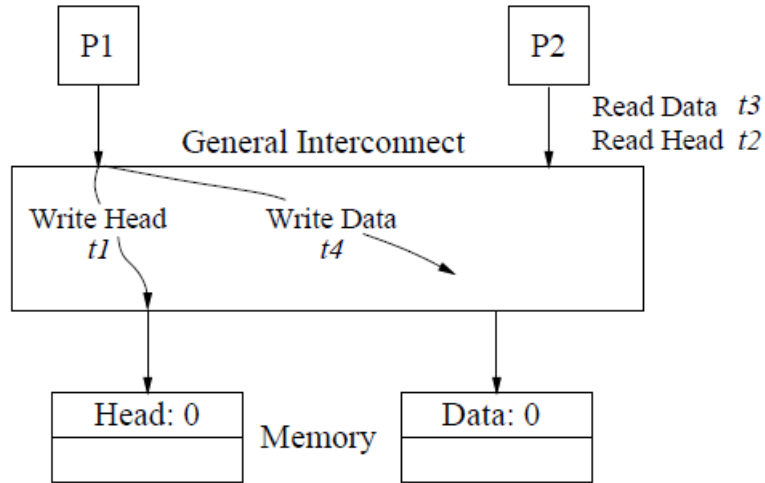 P1
P2
Read Data t3
General Interconnect
Read Head t2
Write Head
t1
Write Data
t4
Head: 0
Memory
Data: 0